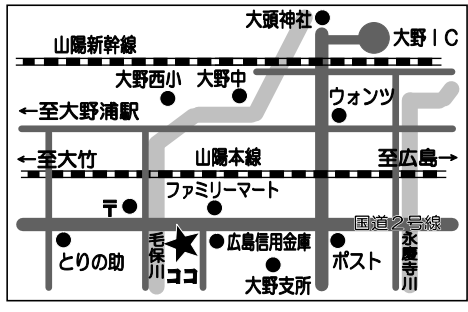 大頭神社
大野IC
山陽新幹線
大野西小
大野中
ウォンツ
←至大野浦駅
←至大竹
山陽本線
至広島→
ファミリーマート
〒
国道2号線
とりの助
毛保川
ココ
広島信用金庫
大野支所
ポスト
永慶寺川